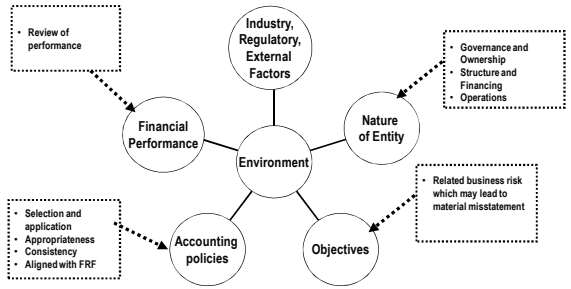 • Review of
performance
Industry,
Regulatory,
External
Factors
• Governance and
Ownership
• Structure and
Financing
• Operations
Financial
Performance
Nature
of Entity
Environment
• Related business risk
which may lead to
material misstatement
• Selection and
application
• Appropriateness
• Consistency
• Aligned with FRF
Accounting
policies
Objectives